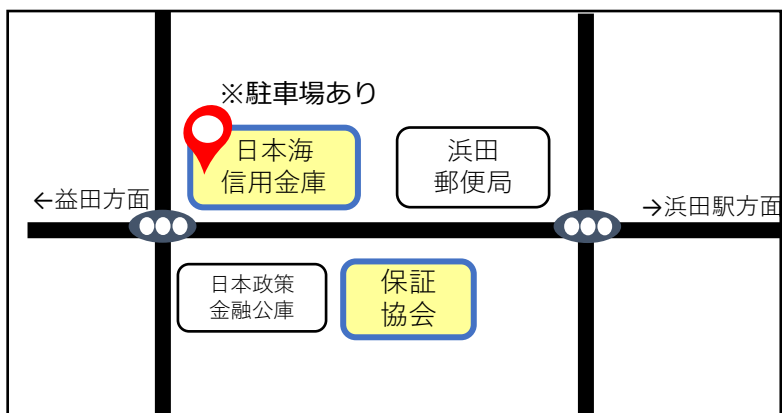 ※駐車場あり
日本海
信用金庫
浜田
郵便局
←益田方面
→浜田駅方面
日本政策
金融公庫
保証
協会